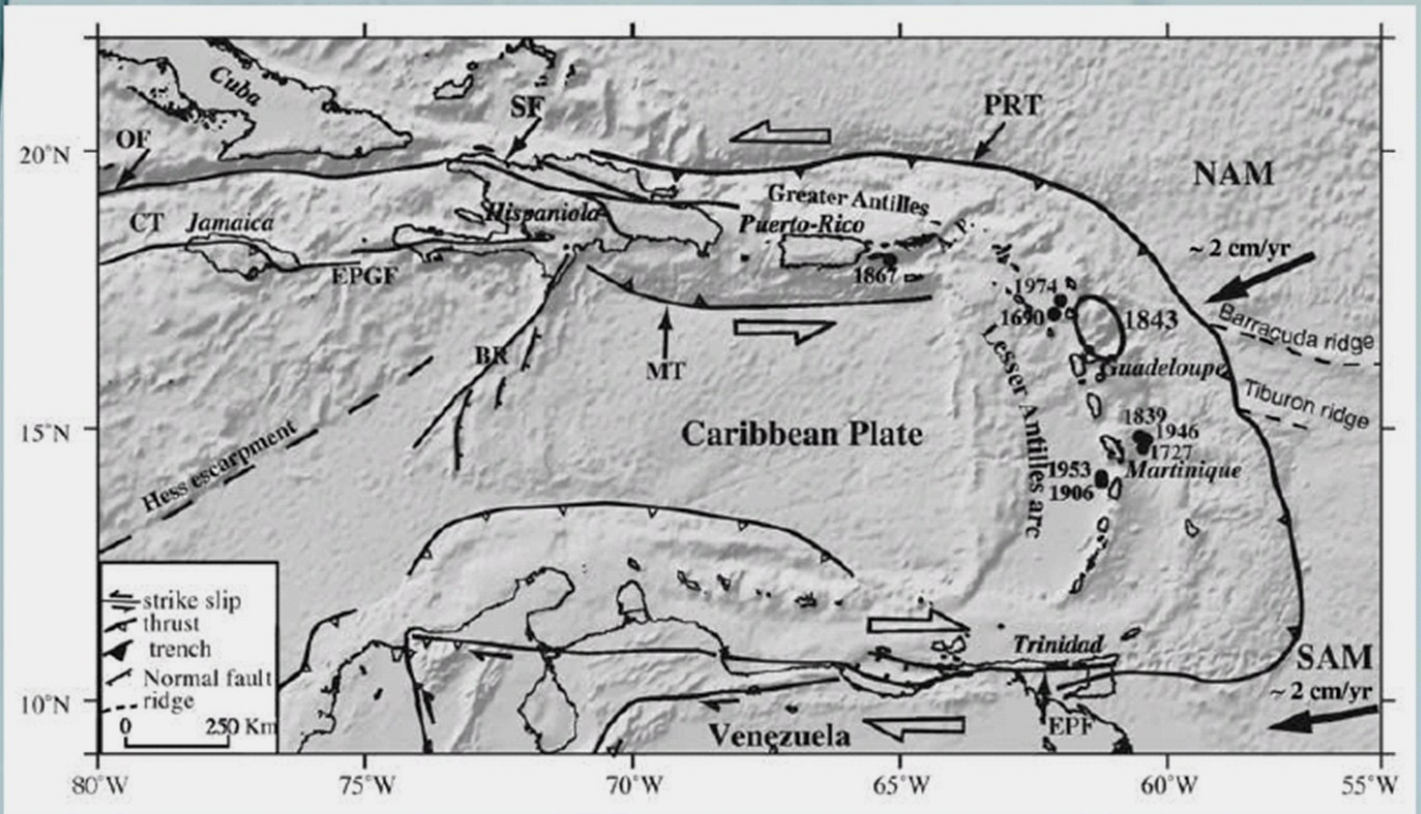 Cuba
SF
PRT
OF
20°N
NAM
Greater Antilles
CT
Jamaica
Hispaniola
Puerto-Rico
A.P.
~ 2 cm/yr
EPGF
1867
1974
1690
1843
Barracuda ridge
BR
MT
Lesser Antilles arc
Guadeloupe
Tiburon ridge
15°N
Caribbean Plate
1839
1946
1727
Martinique
1953
1906
Hess escarpment
strike slip
thrust
trench
Normal fault
ridge
0 250 Km
Trinidad
SAM
~ 2 cm/yr
10°N
Venezuela
EPF
80°W 75°W 70°W 65°W 60°W 55°W